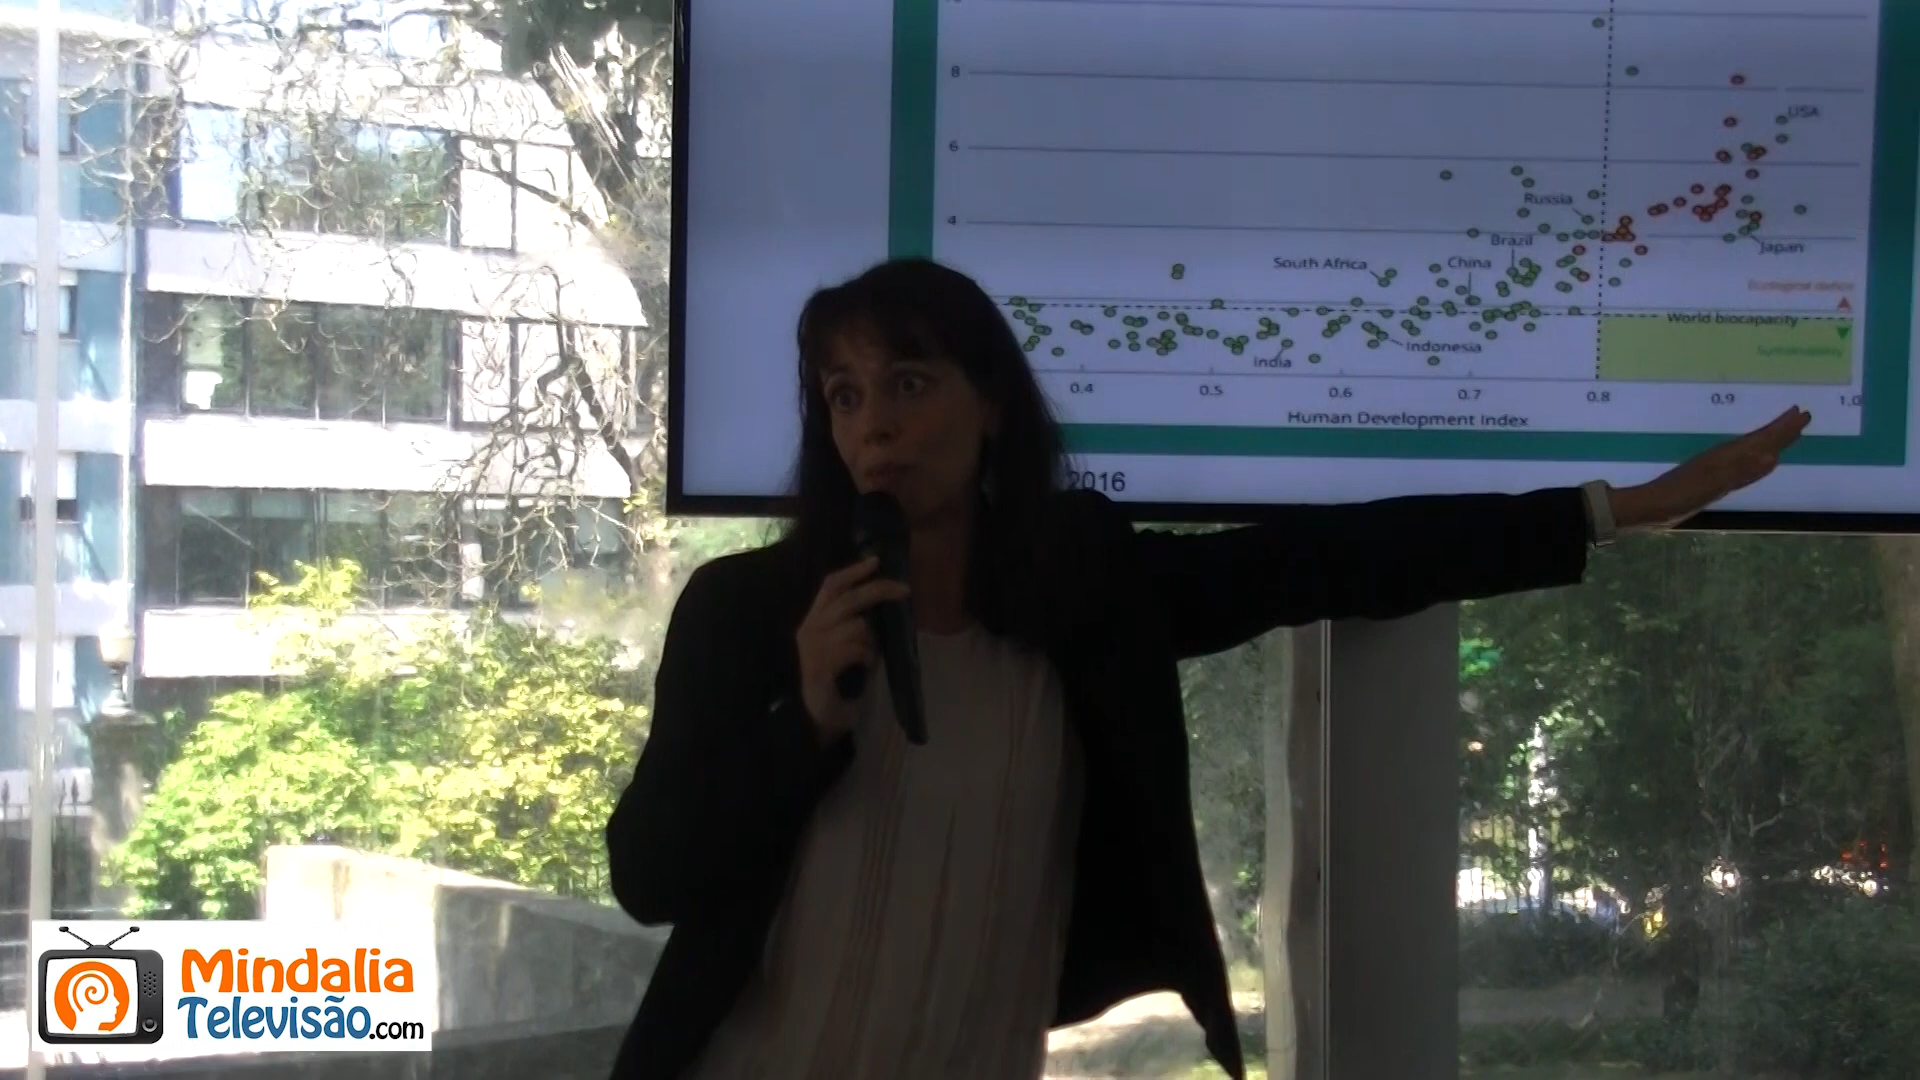 8
USA
6
Russia
4
Brazil
Japan
South Africa
China
World biocapacity
Indonesia
India
0.4 0.5 0.6 0.7 0.8 0.9 1.0
Human Development Index
2016
Mindalia
Televisão.com